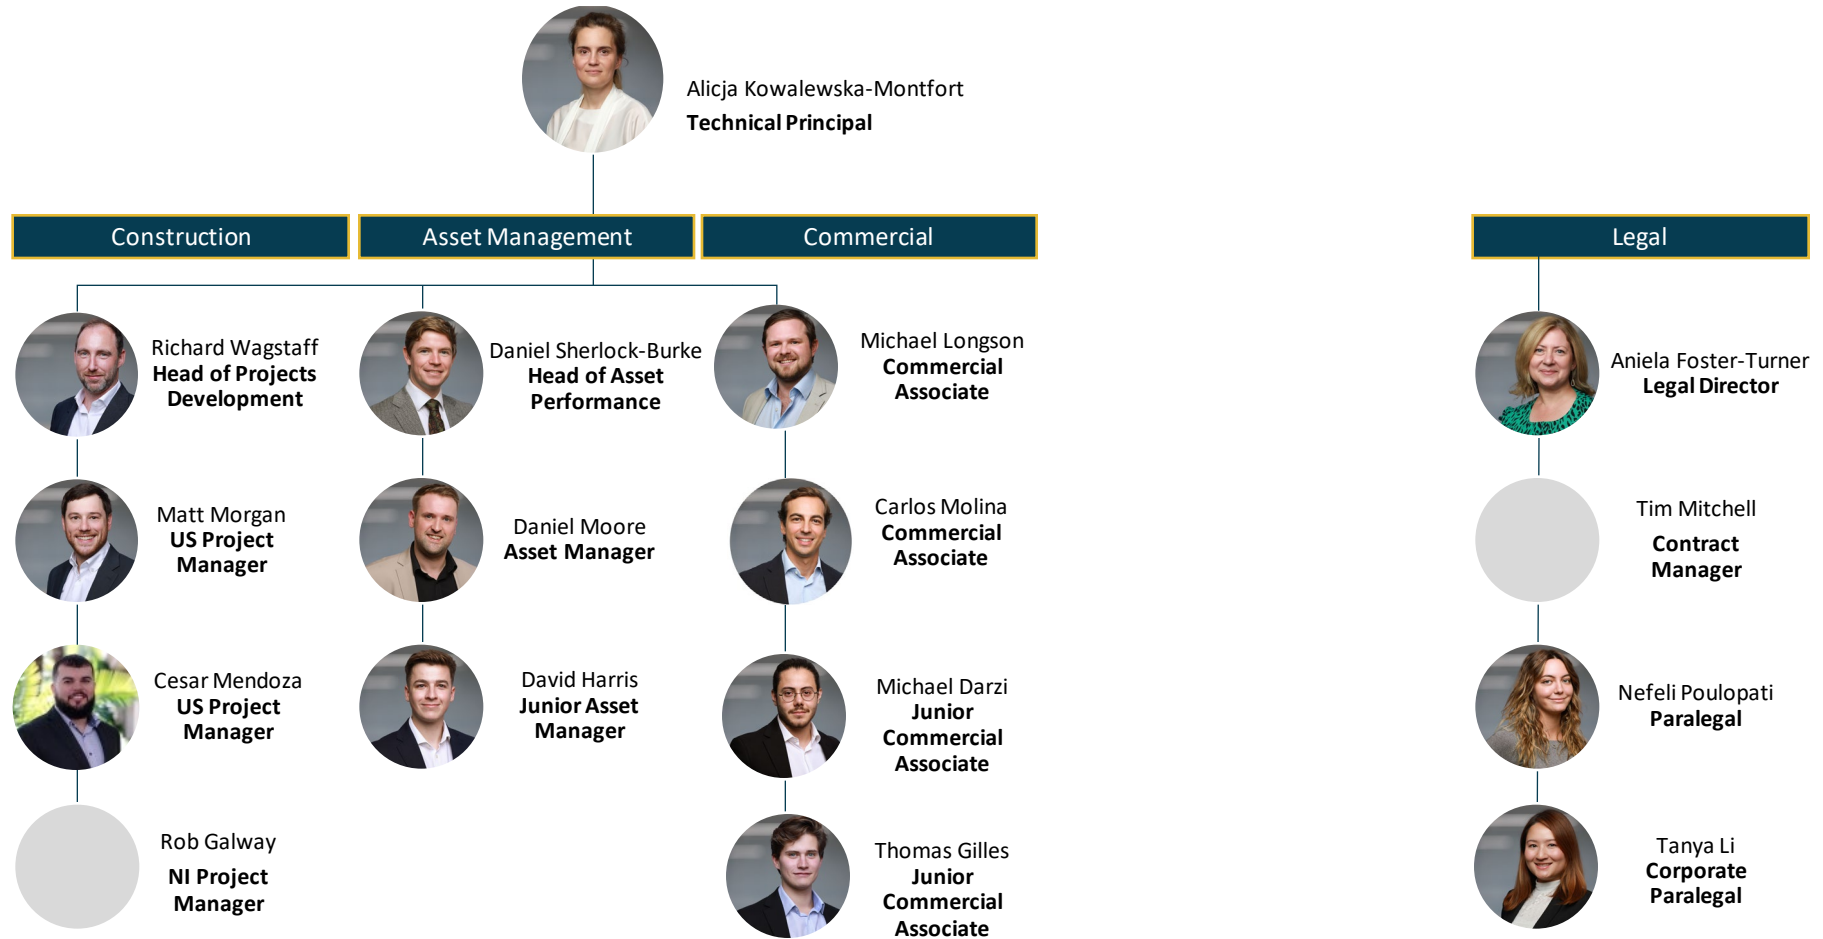 Alicja Kowalewska-Montfort
Technical Principal
Construction
Asset Management
Commercial
Legal
Richard Wagstaff
Head of Projects
Development
Daniel Sherlock-Burke
Head of Asset
Performance
Michael Longson
Commercial
Associate
Aniela Foster-Turner
Legal Director
Matt Morgan
US Project
Manager
Daniel Moore
Asset Manager
Carlos Molina
Commercial
Associate
Tim Mitchell
Contract
Manager
Cesar Mendoza
US Project
Manager
David Harris
Junior Asset
Manager
Michael Darzi
Junior
Commercial
Associate
Nefeli Poulopati
Paralegal
Rob Galway
NI Project
Manager
Thomas Gilles
Junior
Commercial
Associate
Tanya Li
Corporate
Paralegal